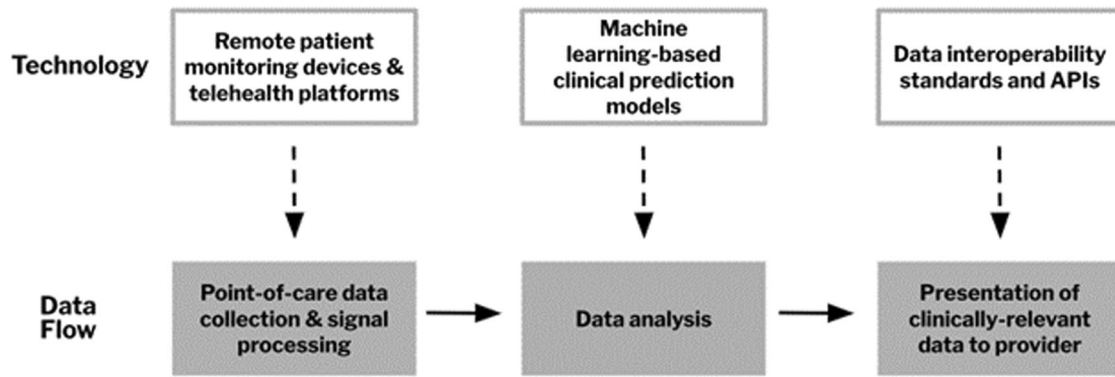 Technology
Remote patient
monitoring devices &
telehealth platforms
Machine
learning-based
clinical prediction
models
Data interoperability
standards and APIs
Data
Flow
Point-of-care data
collection & signal
processing
Data analysis
Presentation of
clinically-relevant
data to provider